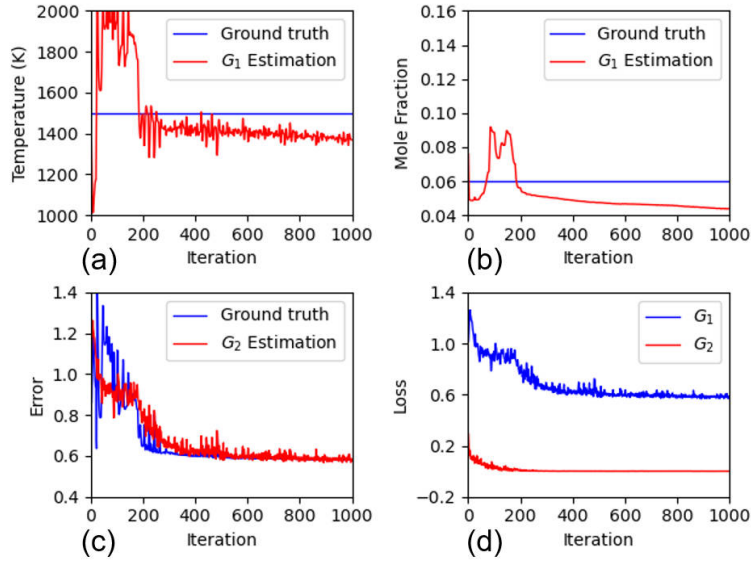 2000
1800
1600
1400
1200
1000
Temperature (K)
Ground truth
G₁ Estimation
0 200 400 600 800 1000
Iteration
(a)
0.16
0.14
0.12
0.10
0.08
0.06
0.04
Mole Fraction
Ground truth
G₁ Estimation
0 200 400 600 800 1000
Iteration
(b)
1.4
1.2
1.0
0.8
0.6
0.4
Error
Ground truth
G₂ Estimation
0 200 400 600 800 1000
Iteration
(c)
1.4
1.0
0.6
0.2
−0.2
Loss
G₁
G₂
0 200 400 600 800 1000
Iteration
(d)